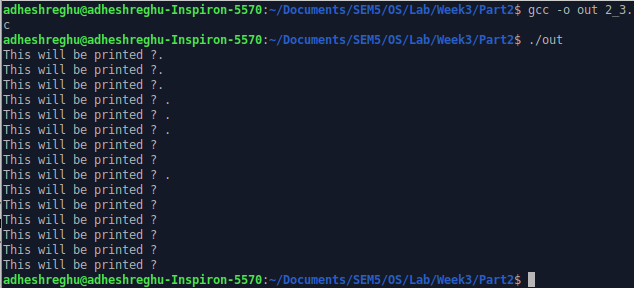 adheshreghu@adheshreghu-Inspiron-5570:~/Documents/SEM5/OS/Lab/Week3/Part2$ gcc -o out 2_3.
c
adheshreghu@adheshreghu-Inspiron-5570:~/Documents/SEM5/OS/Lab/Week3/Part2$ ./out
This will be printed ?.
This will be printed ?.
This will be printed ?.
This will be printed ? .
This will be printed ? .
This will be printed ? .
This will be printed ?
This will be printed ?
This will be printed ? .
This will be printed ?
This will be printed ?
This will be printed ?
This will be printed ?
This will be printed ?
This will be printed ?
adheshreghu@adheshreghu-Inspiron-5570:~/Documents/SEM5/OS/Lab/Week3/Part2$